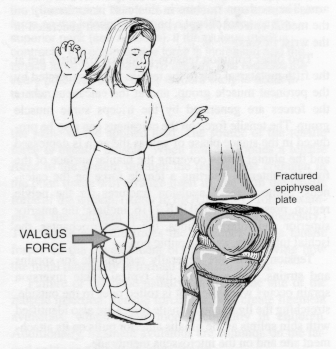 Fractured
epiphyseal
plate
VALGUS
FORCE